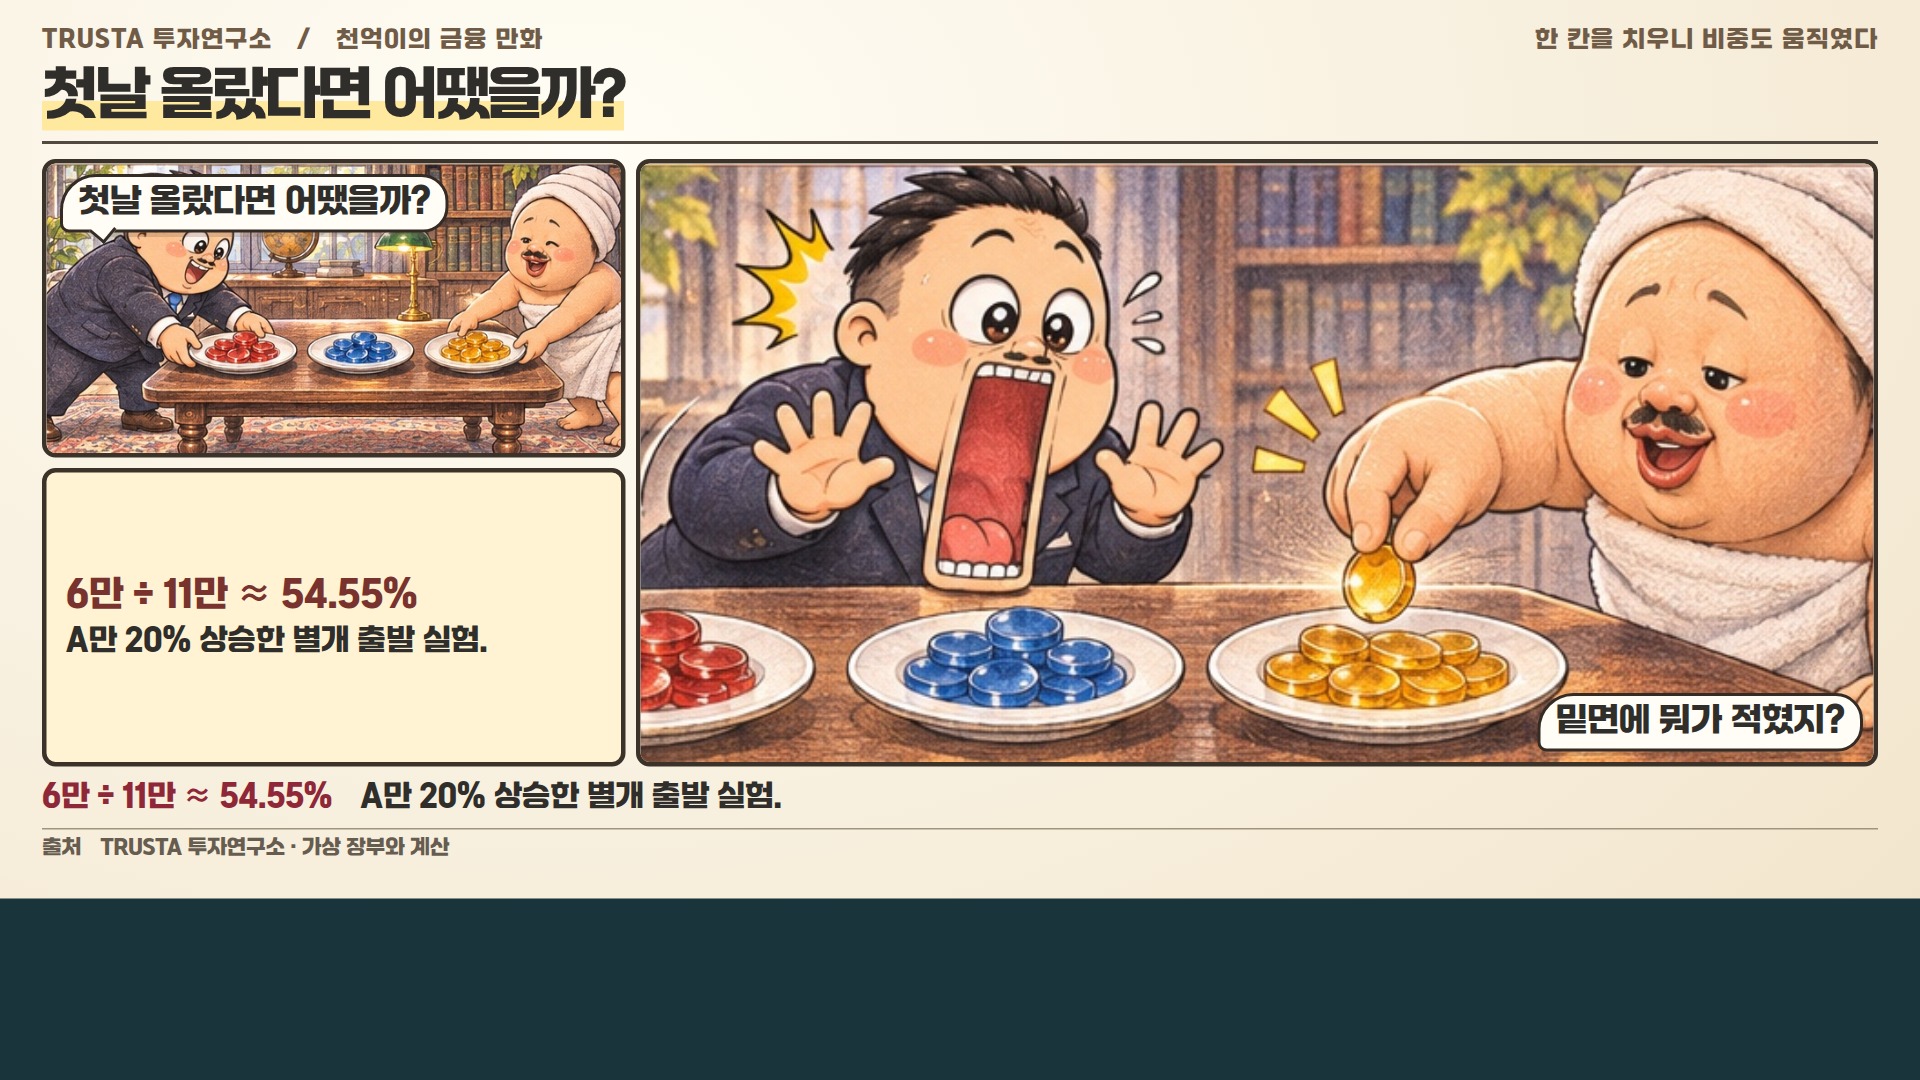 TRUSTA 투자연구소 / 천억이의 금융 만화
한 칸을 치우니 비중도 움직였다
첫날 올랐다면 어땠을까?
첫날 올랐다면 어땠을까?
6만 ÷ 11만 ≈ 54.55%
A만 20% 상승한 별개 출발 실험.
밑면에 뭐가 적혔지?
6만 ÷ 11만 ≈ 54.55% A만 20% 상승한 별개 출발 실험.
출처 TRUSTA 투자연구소 · 가상 장부와 계산